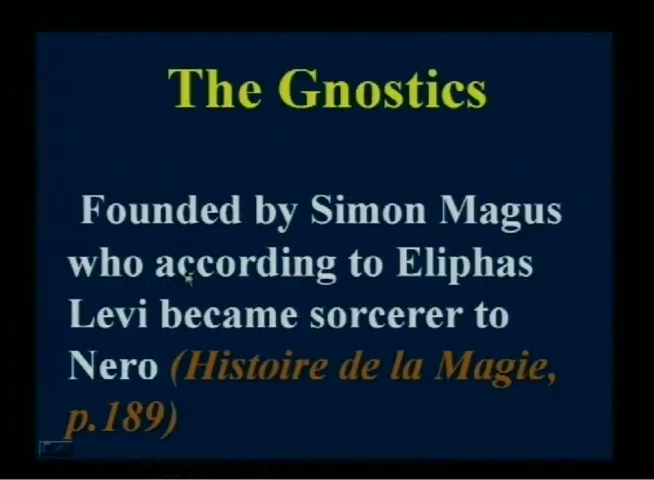 The Gnostics
Founded by Simon Magus
who according to Eliphas
Levi became sorcerer to
Nero (Histoire de la Magie,
p.189)